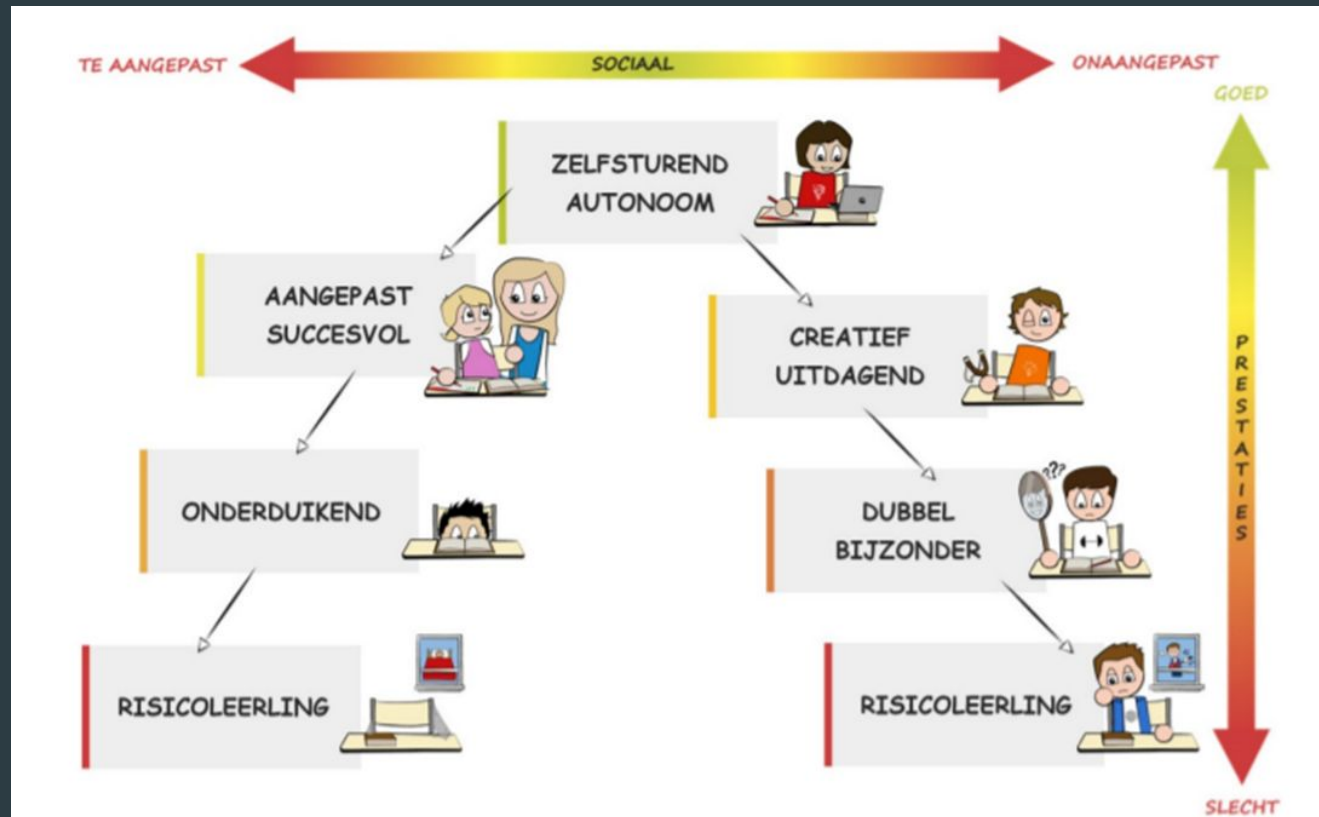 TE AANGEPAST
SOCIAAL
ONAANGEPAST
GOED
ZELFSTUREND
AUTONOOM
AANGEPAST
SUCCESVOL
CREATIEF
UITDAGEND
PRESTATIES
ONDERDUIKEND
???
DUBBEL
BIJZONDER
RISICOLEERLING
RISICOLEERLING
SLECHT